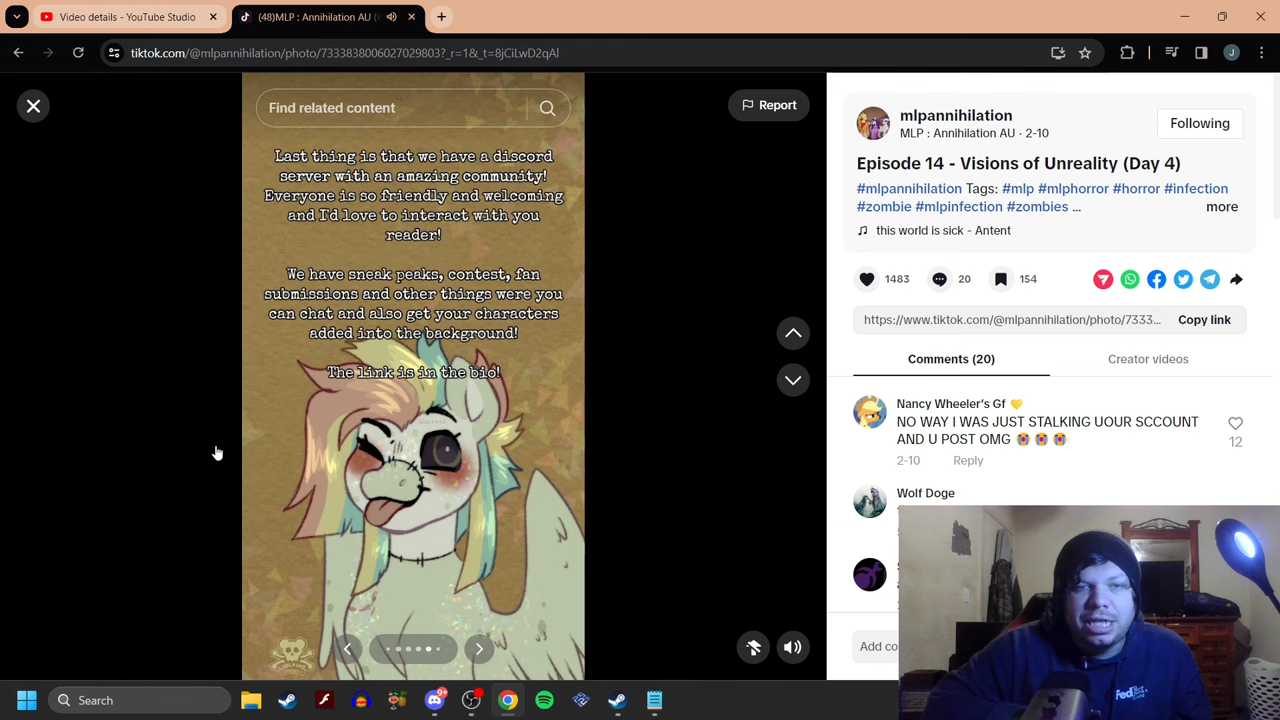 Video details - YouTube Studio
(48)MLP : Annihilation AU
tiktok.com/@mlpannihilation/photo/7333838006027029803?_r=1&_t=8jCiLwD2qAl
J
Find related content
Report
Last thing is that we have a discord
server with an amazing community!
Everyone is so friendly and welcoming
and I'd love to interact with you
reader!
We have sneak peaks, contest, fan
submissions and other things were you
can chat and also get your characters
added into the background!
The link is in the bio!
mlpannihilation
MLP : Annihilation AU · 2-10
Following
Episode 14 - Visions of Unreality (Day 4)
#mlpannihilation Tags: #mlp #mlphorror #horror #infection
#zombie #mlpinfection #zombies ...
more
this world is sick - Antent
1483
20
154
https://www.tiktok.com/@mlpannihilation/photo/7333...
Copy link
Comments (20)
Creator videos
Nancy Wheeler's Gf 💛
NO WAY I WAS JUST STALKING UOUR SCCOUNT
AND U POST OMG 😭 😭 😭
12
2-10
Reply
Wolf Doge
Add co
FedEx
Search
9+